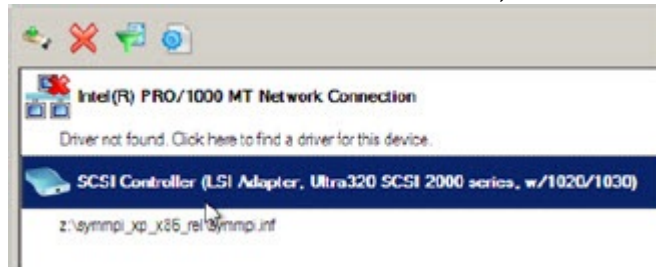 Intel(R) PRO/1000 MT Network Connection
Driver not found. Click here to find a driver for this device.
SCSI Controller (LSI Adapter, Ultra320 SCSI 2000 series, w/1020/1030)
z:\symmpi_xp_x86_rel\symmpi.inf